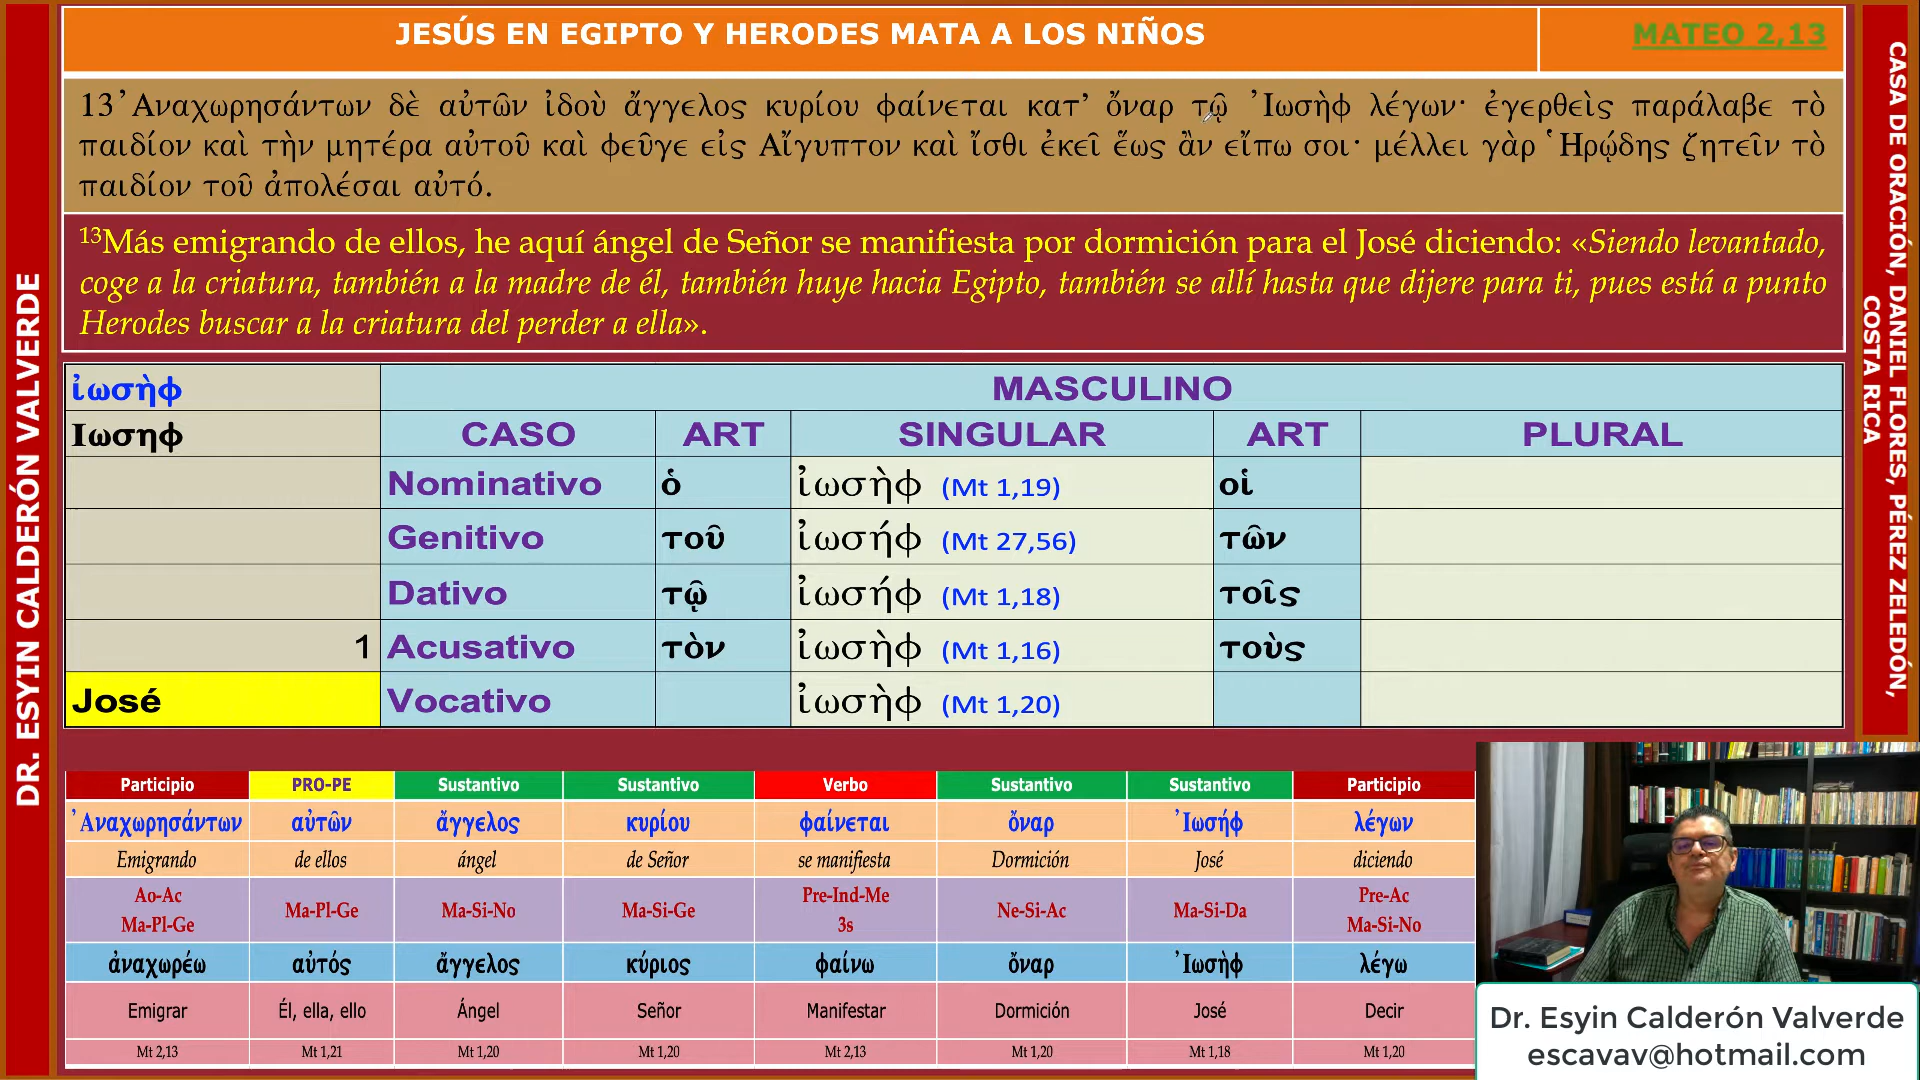 JESÚS EN EGIPTO Y HERODES MATA A LOS NIÑOS
MATEO 2,13
13 ᾿Αναχωρησάντων δὲ αὐτῶν ἰδοὺ ἄγγελος κυρίου φαίνεται κατ’ ὄναρ τῷ ᾿Ιωσὴφ λέγων· ἐγερθεὶς παράλαβε τὸ
παιδίον καὶ τὴν μητέρα αὐτοῦ καὶ φεῦγε εἰς Αἴγυπτον καὶ ἴσθι ἐκεῖ ἕως ἂν εἴπω σοι· μέλλει γὰρ ῾Ηρῴδης ζητεῖν τὸ
παιδίον τοῦ ἀπολέσαι αὐτό.
13Más emigrando de ellos, he aquí ángel de Señor se manifiesta por dormición para el José diciendo: «Siendo levantado,
coge a la criatura, también a la madre de él, también huye hacia Egipto, también se allí hasta que dijere para ti, pues está a punto
Herodes buscar a la criatura del perder a ella».
ἰωσὴφ MASCULINO
Ιωσηφ CASO ART SINGULAR ART PLURAL
Nominativo ὁ ἰωσὴφ (Mt 1,19) οἱ
Genitivo τοῦ ἰωσήφ (Mt 27,56) τῶν
Dativo τῷ ἰωσήφ (Mt 1,18) τοῖς
1 Acusativo τὸν ἰωσὴφ (Mt 1,16) τοὺς
José Vocativo ἰωσὴφ (Mt 1,20)
Participio PRO-PE Sustantivo Sustantivo Verbo Sustantivo Sustantivo Participio
᾿Αναχωρησάντων αὐτῶν ἄγγελος κυρίου φαίνεται ὄναρ ᾿Ιωσήφ λέγων
Emigrando de ellos ángel de Señor se manifiesta Dormición José diciendo
Ao-Ac Ma-Pl-Ge Ma-Pl-Ge Ma-Si-No Ma-Si-Ge Pre-Ind-Me 3s Ne-Si-Ac Ma-Si-Da Pre-Ac Ma-Si-No
ἀναχωρέω αὐτός ἄγγελος κύριος φαίνω ὄναρ ᾿Ιωσὴφ λέγω
Emigrar Él, ella, ello Ángel Señor Manifestar Dormición José Decir
Mt 2,13 Mt 1,21 Mt 1,20 Mt 1,20 Mt 2,13 Mt 1,20 Mt 1,18 Mt 1,20
DR. ESYIN CALDERÓN VALVERDE
CASA DE ORACIÓN, DANIEL FLORES, PÉREZ ZELEDÓN,
COSTA RICA
Dr. Esyin Calderón Valverde
escavav@hotmail.com